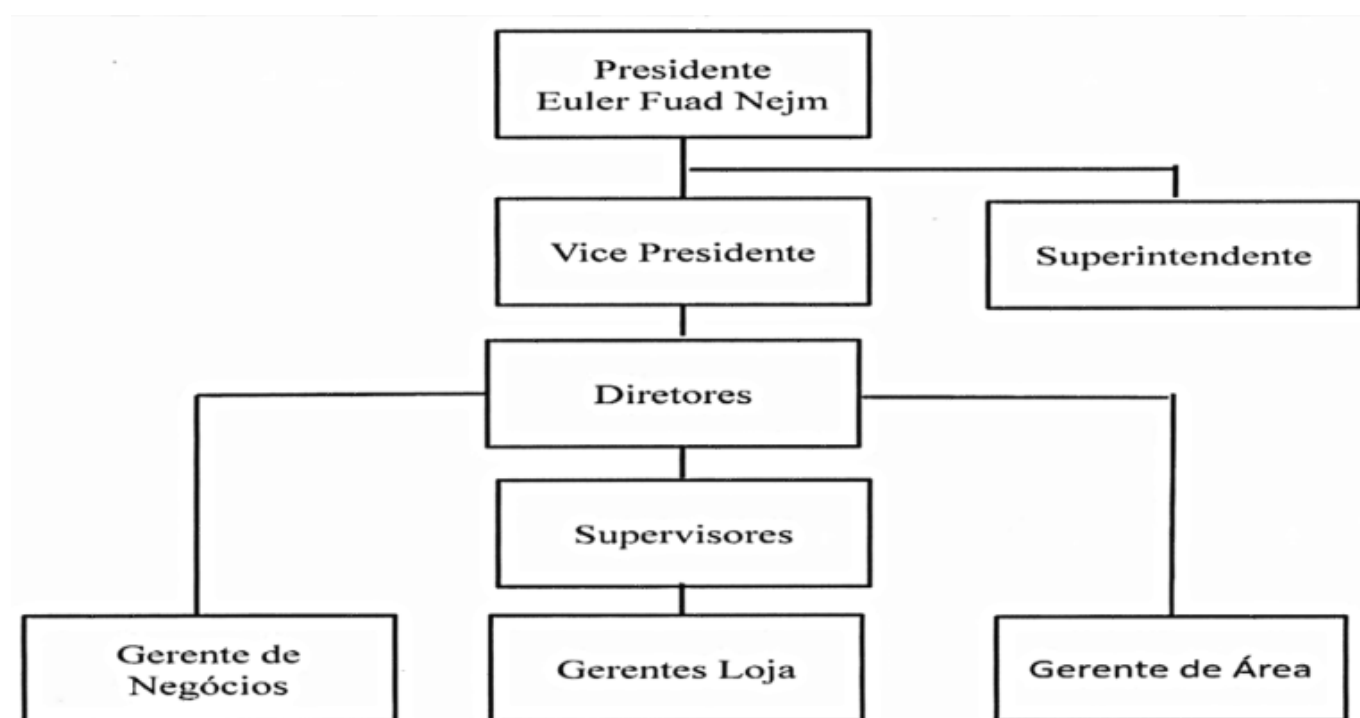 Presidente
Euler Fuad Nejm
Vice Presidente
Superintendente
Diretores
Supervisores
Gerente de
Negócios
Gerentes Loja
Gerente de Área